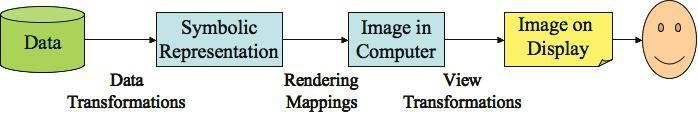 Data
Symbolic
Representation
Image in
Computer
Image on
Display
Data
Transformations
Rendering
Mappings
View
Transformations